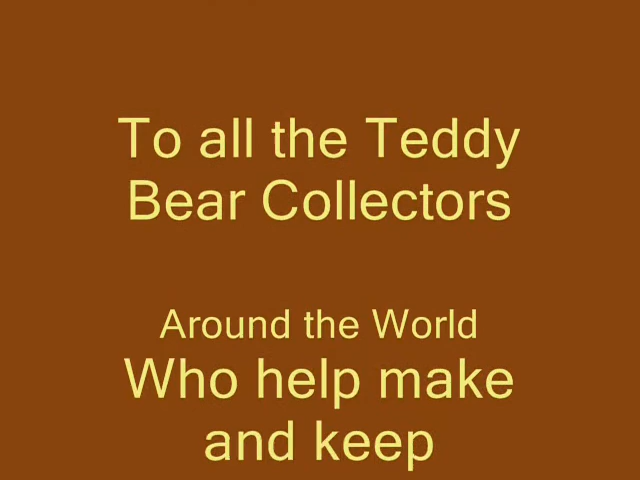 To all the Teddy
Bear Collectors
Around the World
Who help make
and keep